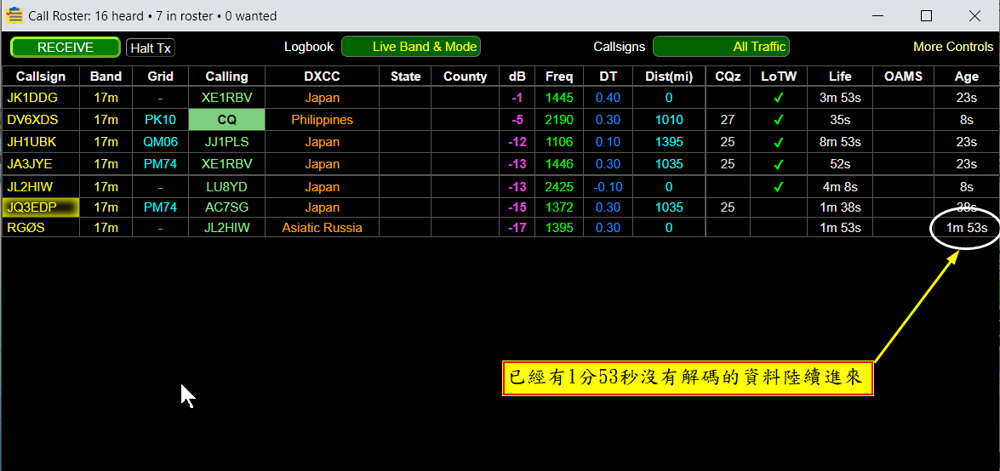 Call Roster: 16 heard • 7 in roster • 0 wanted
RECEIVE Halt Tx Logbook Live Band & Mode Callsigns All Traffic More Controls
Callsign Band Grid Calling DXCC State County dB Freq DT Dist(mi) CQz LoTW Life OAMS Age
JK1DDG 17m - XE1RBV Japan -1 1445 0.40 0 ✓ 3m 53s 23s
DV6XDS 17m PK10 CQ Philippines -5 2190 0.30 1010 27 ✓ 35s 8s
JH1UBK 17m QM06 JJ1PLS Japan -12 1106 0.10 1395 25 ✓ 8m 53s 23s
JA3JYE 17m PM74 XE1RBV Japan -13 1446 0.30 1035 25 ✓ 52s 23s
JL2HIW 17m - LU8YD Japan -13 2425 -0.10 0 ✓ 4m 8s 8s
JQ3EDP 17m PM74 AC7SG Japan -15 1372 0.30 1035 25 1m 38s 38s
RGØS 17m - JL2HIW Asiatic Russia -17 1395 0.30 0 1m 53s 1m 53s
已經有1分53秒沒有解碼的資料陸續進來